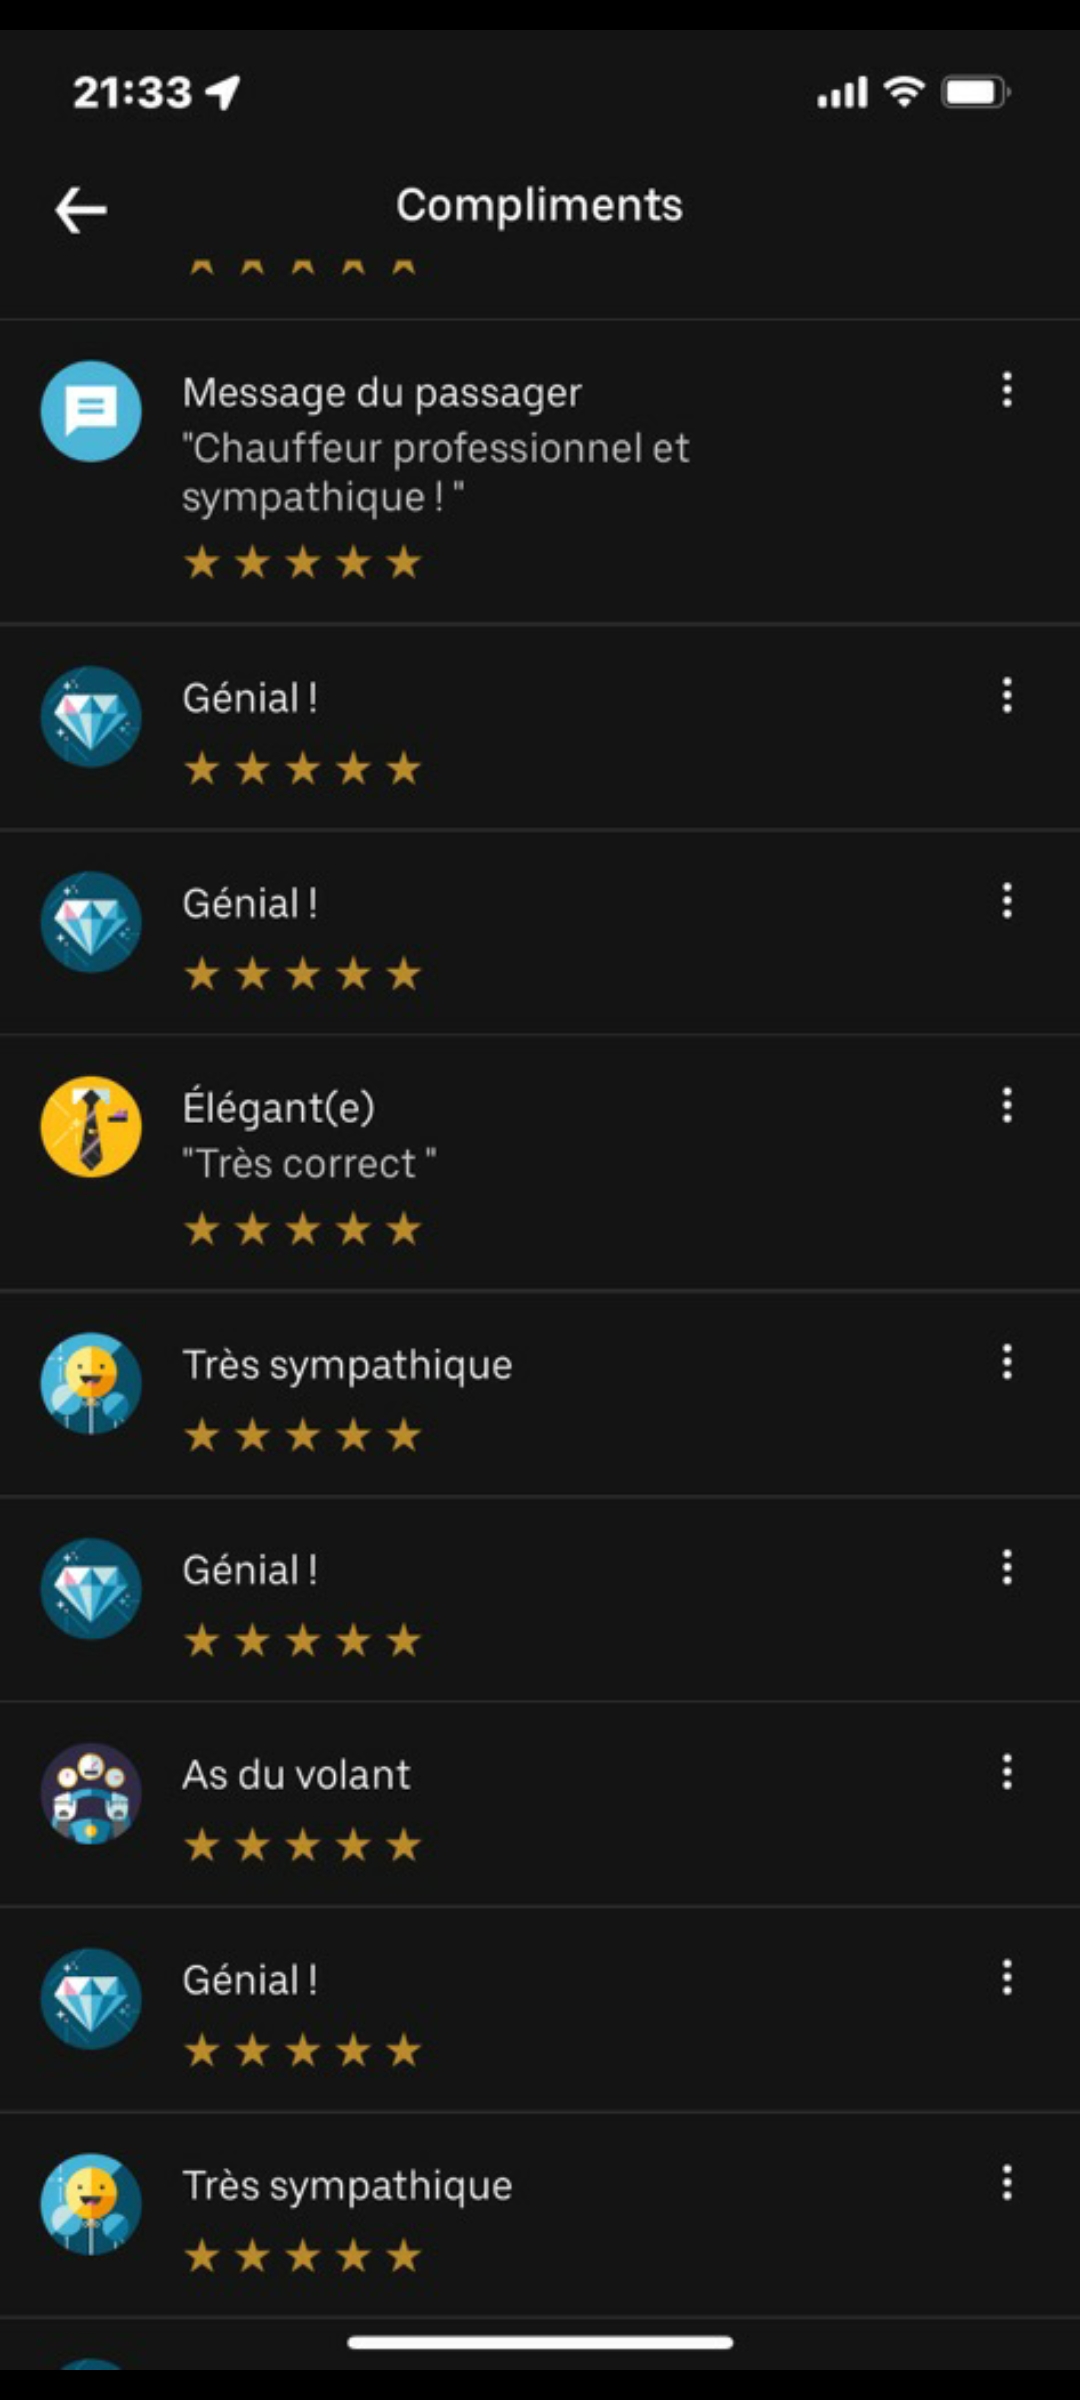 21:33
Compliments
Message du passager
"Chauffeur professionnel et
sympathique ! "
Génial !
Génial !
Élégant(e)
"Très correct "
Très sympathique
Génial !
As du volant
Génial !
Très sympathique